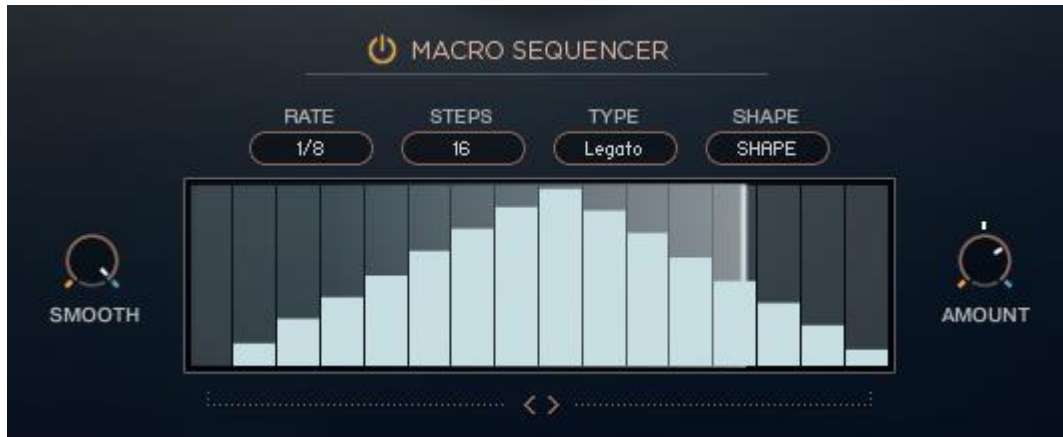 MACRO SEQUENCER
RATE STEPS TYPE SHAPE
1/8 16 Legato SHAPE
SMOOTH AMOUNT